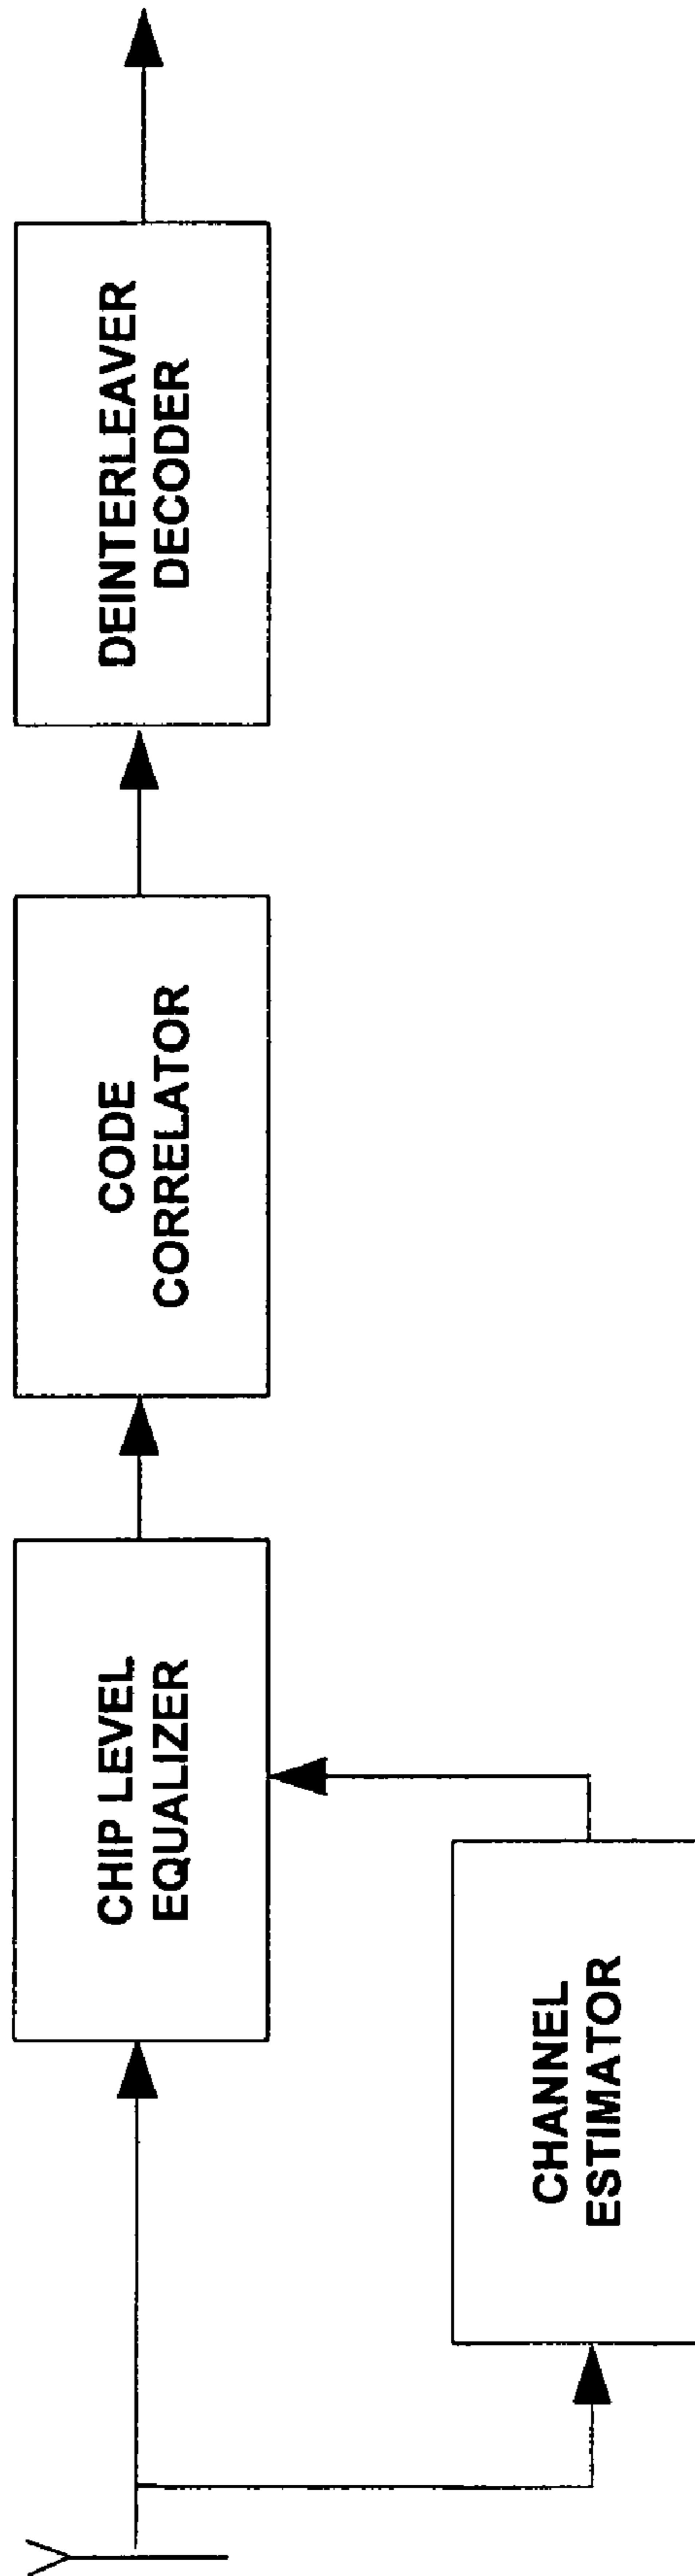 CHIP LEVEL
EQUALIZER
CHANNEL
ESTIMATOR
CODE
CORRELATOR
DEINTERLEAVER
DECODER